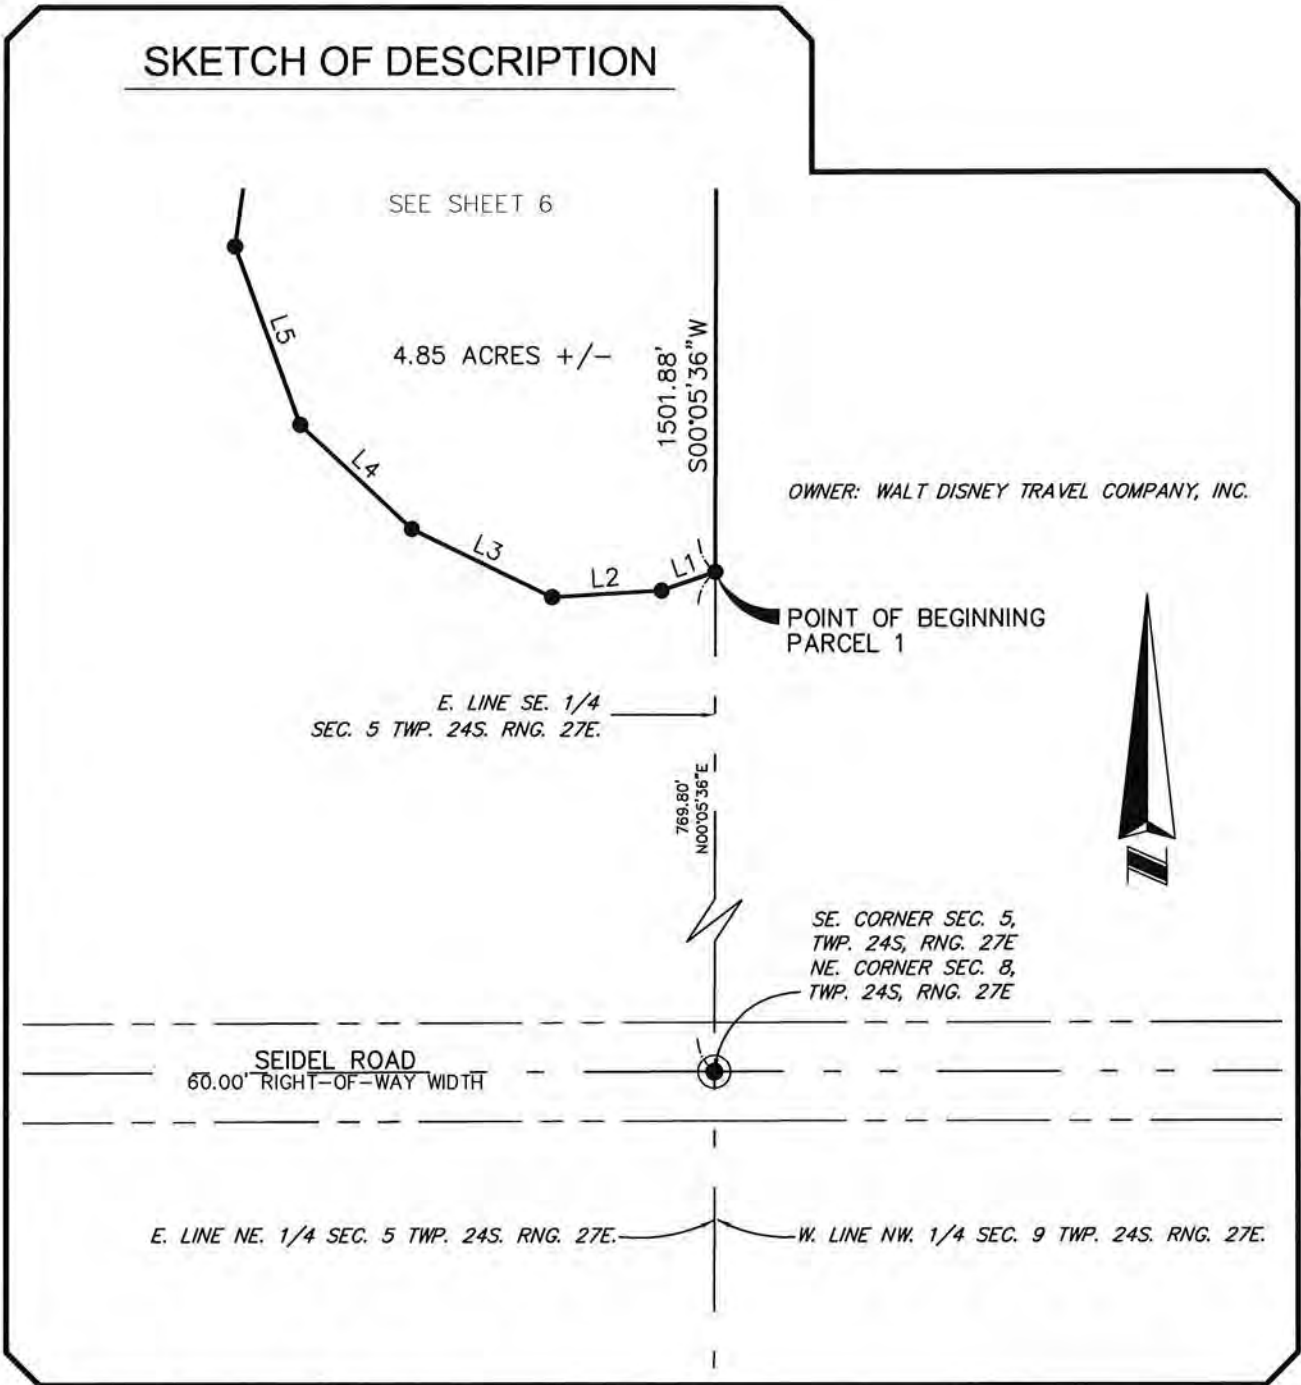 SKETCH OF DESCRIPTION
SEE SHEET 6
L5
4.85 ACRES +/-
1501.88'
S00°05'36"W
L4
OWNER: WALT DISNEY TRAVEL COMPANY, INC.
L3
L2
L1
POINT OF BEGINNING
PARCEL 1
E. LINE SE. 1/4
SEC. 5 TWP. 24S. RNG. 27E.
769.80'
N00°05'36"E
N
SE. CORNER SEC. 5,
TWP. 24S, RNG. 27E
NE. CORNER SEC. 8,
TWP. 24S, RNG. 27E
SEIDEL ROAD
60.00' RIGHT-OF-WAY WIDTH
E. LINE NE. 1/4 SEC. 5 TWP. 24S. RNG. 27E.
W. LINE NW. 1/4 SEC. 9 TWP. 24S. RNG. 27E.